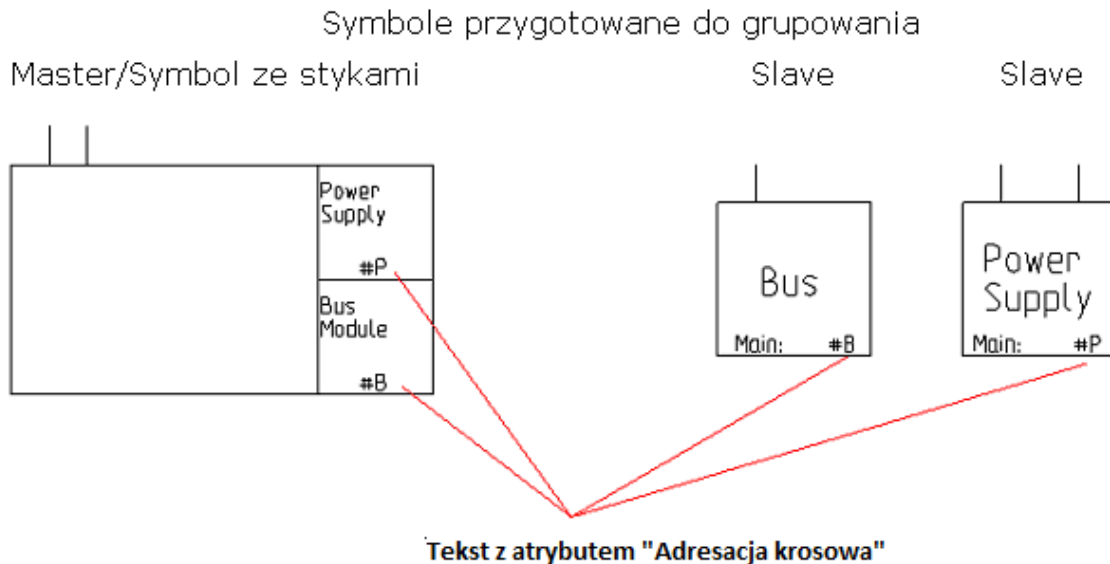 Symbole przygotowane do grupowania
Master/Symbol ze stykami
Slave
Slave
Power
Supply
#P
Bus
Module
#B
Bus
Main: #B
Power
Supply
Main: #P
Tekst z atrybutem "Adresacja krosowa"